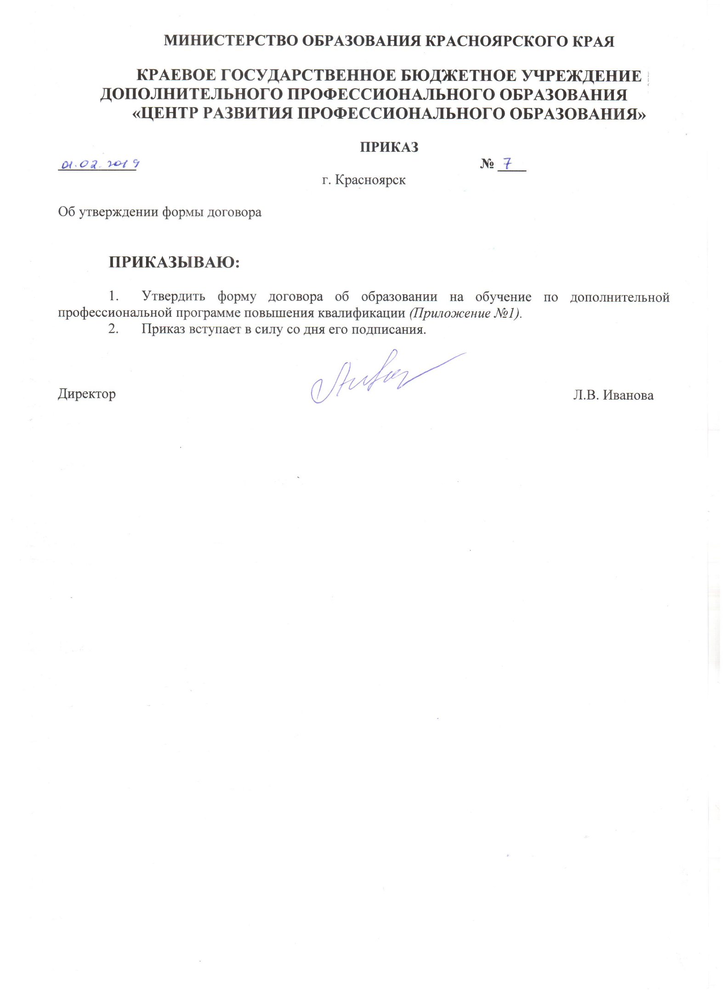 МИНИСТЕРСТВО ОБРАЗОВАНИЯ КРАСНОЯРСКОГО КРАЯ
КРАЕВОЕ ГОСУДАРСТВЕННОЕ БЮДЖЕТНОЕ УЧРЕЖДЕНИЕ
ДОПОЛНИТЕЛЬНОГО ПРОФЕССИОНАЛЬНОГО ОБРАЗОВАНИЯ
«ЦЕНТР РАЗВИТИЯ ПРОФЕССИОНАЛЬНОГО ОБРАЗОВАНИЯ»
ПРИКАЗ
01.02.2019 № 7
г. Красноярск
Об утверждении формы договора
ПРИКАЗЫВАЮ:
1. Утвердить форму договора об образовании на обучение по дополнительной
профессиональной программе повышения квалификации (Приложение №1).
2. Приказ вступает в силу со дня его подписания.
Директор Л.В. Иванова